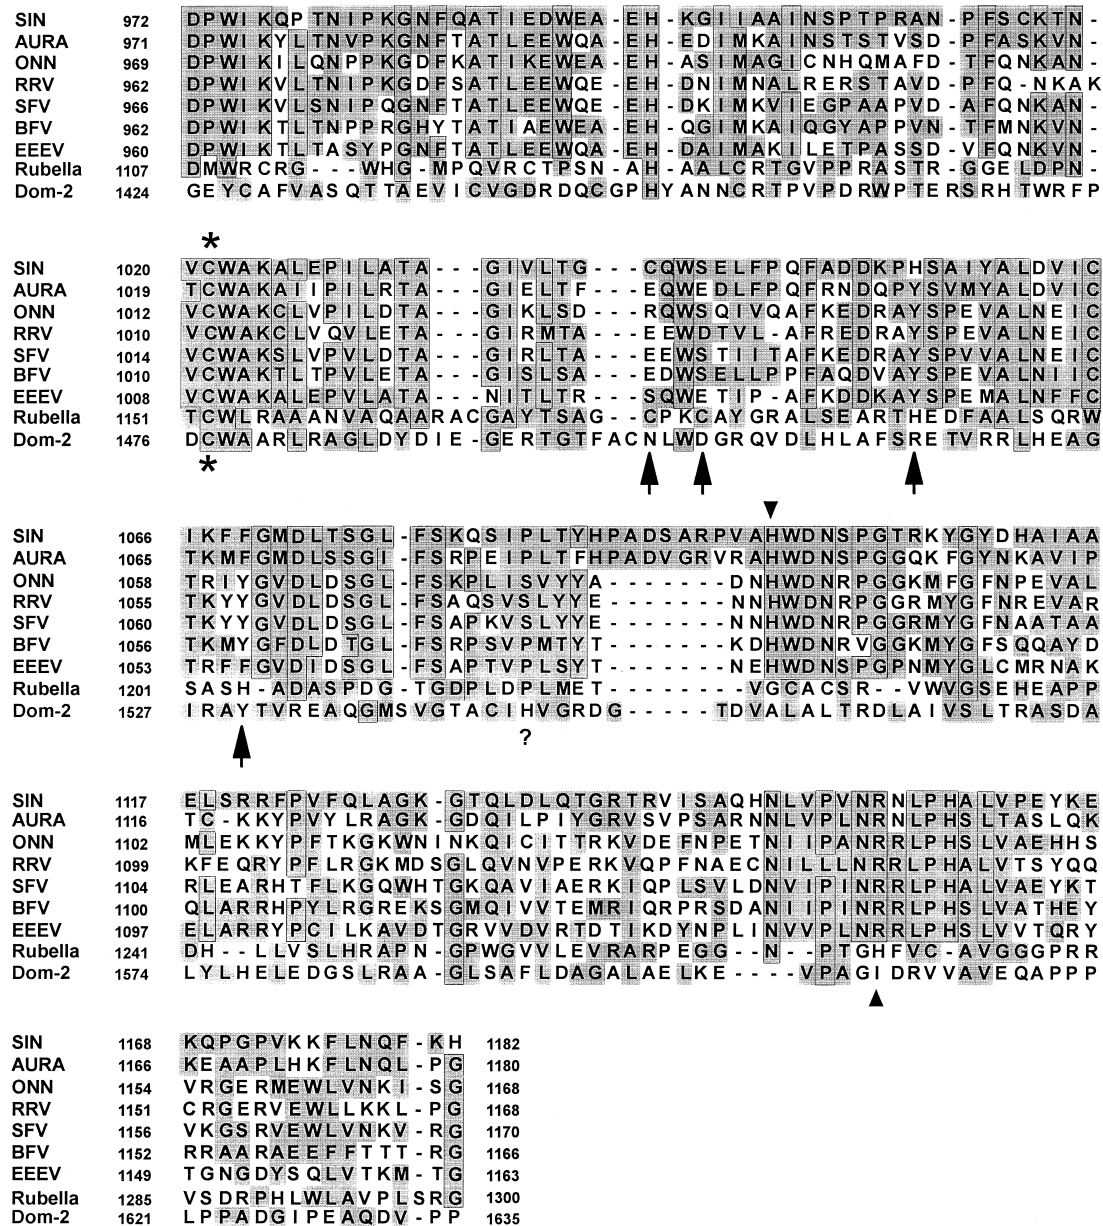 SIN 972 DPWIKQPTNIPKGNFQATIEDWEA-EH-KGIIAAINSPTPRAN-PFSCKTN-
AURA 971 DPWIKYLTNVPKGNFTATLEEWQA-EH-EDIMKAINSTSTVSD-PFASKVN-
ONN 969 DPWIKILQNPPKGDFKATIKEWEA-EH-ASIMAGICNHQMAFD-TFQNKAN-
RRV 962 DPWIKVLTNIPKGDFSATLEEWQE-EH-DNIMNALRERSTAVD-PFQ-NKAK
SFV 966 DPWIKVLSNIPQGNFTATLEEWQE-EH-DKIMKVIEGPAAPVD-AFQNKAN-
BFV 962 DPWIKTLTNPPRGHYTATIAEWEA-EH-QGIMKAIQGYAPPVN-TFMNKVN-
EEEV 960 DPWIKTLTASYPGNFTATLEEWQA-EH-DAIMAKILETPASSD-VFQNKVN-
Rubella 1107 DMWRCRG---WHG-MPQVRCTPSN-AH-AALCRTGVPPRASTR-GGELDPN-
Dom-2 1424 GEYCAFVASQTTAEVICVGDRDQCGPHYANNCRTPVPDRWPTERSRHTWRFP
*
SIN 1020 VCWAKALEPILATA---GIVLTG---CQWSELFPQFADDKPHSAIYALDVIC
AURA 1019 TCWAKAIIPILRTA---GIELTF---EQWEDLFPQFRNDQPYSVMYALDVIC
ONN 1012 VCWAKCLVPILDTA---GIKLSD---RQWSQIVQAFKEDRAYSPEVALNEIC
RRV 1010 VCWAKCLVQVLETA---GIRMTA---EEWDTVL-AFREDRAYSPEVALNEIC
SFV 1014 VCWAKSLVPVLDTA---GIRLTA---EEWSTIITAFKEDRAYSPVVALNEIC
BFV 1010 VCWAKTLTPVLETA---GISLSA---EDWSELLPPFAQDVAYSPEVALNIIC
EEEV 1008 VCWAKALEPVLATA---NITLTR---SQWETIP-AFKDDKAYSPEMALNFFC
Rubella 1151 TCWLRAAANVAQAARACGAYTSAG---CPKCAYGRALSEARTHEDFAALSQRW
Dom-2 1476 DCWAARLRAGLDYDIE-GERTGTFACNLWDGRQVDLHLAFSRETVRRLHEAG
*
SIN 1066 IKFFGMDLTSGL-FSKQSIPLTYHPADSARPVAHWDNSPGTRKYGYDHAIAA
AURA 1065 TKMFGMDLSSGI-FSRPEIPLTFHPADVGRVRAHWDNSPGGQKFGYNKAVIP
ONN 1058 TRIYGVDLDSGL-FSKPLISVYYA------DNHWDNRPGGKMFGFNPEVAL
RRV 1055 TKYYGVDLDSGL-FSAQSVSLYYE------NNHWDNRPGGRMYGFNREVAR
SFV 1060 TKYYGVDLDSGL-FSAPKVSLYYE------NNHWDNRPGGRMYGFNAATAA
BFV 1056 TKMYGFDLDTGL-FSRPSVPMTYT------KDHWDNRVGGKMYGFSQQAYD
EEEV 1053 TRFFGVDIDSGL-FSAPTVPLSYT------NEHWDNSPGPNMYGLCMRNAK
Rubella 1201 SASH-ADASPDG-TGDPLDPLMET------VGCACSR--VWVGSEHEAPP
Dom-2 1527 IRAYTVREAQGMSVGTACIHVGRDG-----TDVALALTRDLAIVSLTRASDA
?
SIN 1117 ELSRRFPVFQLAGK-GTQLDLQTGRTRVISAQHNLVPVNRNLPHALVPEYKE
AURA 1116 TC-KKYPVYLRAGK-GDQILPIYGRVSVPSARNNLVPLNRNLPHSLTASLQK
ONN 1102 MLEKKYPFTKGKWNINKQICITTRKVDEFNPETNIIPANRRLPHSLVAEHHS
RRV 1099 KFEQRYPFLRGKMDSGLQVNVPERKVQPFNAECNILLLNRRLPHALVTSYQQ
SFV 1104 RLEARHTFLKGQWHTGKQAVIAERKIQPLSVLDNVIPINRRLPHALVAEYKT
BFV 1100 QLARRHPYLRGREKSGMQIVVTEMRIQRPRSDANIIPINRRLPHSLVATHEY
EEEV 1097 ELARRYPCILKAVDTGRVVDVRTDTIKDYNPLINVVPLNRRLPHSLVVTQRY
Rubella 1241 DH--LLVSLHRAPN-GPWGVVLEVRARPEGG--N--PTGHFVC-AVGGGPRR
Dom-2 1574 LYLHELEDGSLRAA-GLSAFLDAGALAELKE----VPAGIDRVVAVEQAPPP
SIN 1168 KQPGPVKKFLNQF-KH 1182
AURA 1166 KEAAPLHKFLNQL-PG 1180
ONN 1154 VRGERMEWLVNKI-SG 1168
RRV 1151 CRGERVEWLLKKL-PG 1168
SFV 1156 VKGSRVEWLVNKV-RG 1170
BFV 1152 RRAARAEEFFTTT-RG 1166
EEEV 1149 TGNGDYSQLVTKM-TG 1163
Rubella 1285 VSDRPHLWLAVPLSRG 1300
Dom-2 1621 LPPADGIPEAQDV-PP 1635